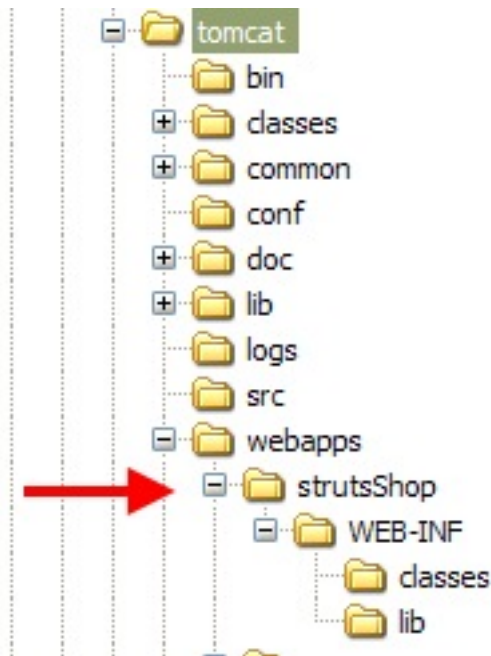 tomcat
bin
classes
common
conf
doc
lib
logs
src
webapps
strutsShop
WEB-INF
classes
lib